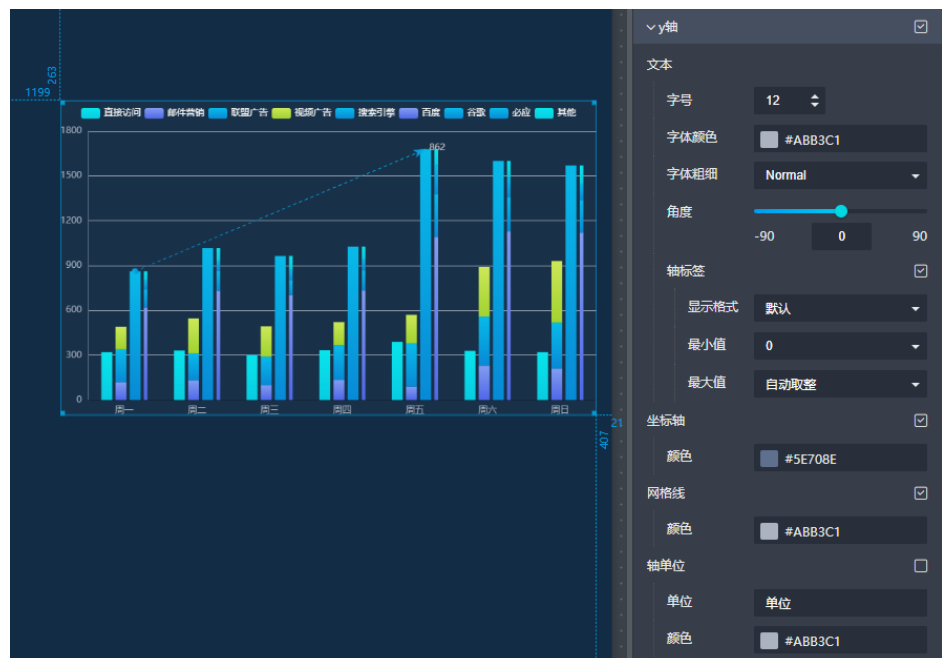 263
1199
直接访问 邮件营销 联盟广告 视频广告 搜索引擎 百度 谷歌 必应 其他
1800
862
1500
1200
900
600
300
0
周一 周二 周三 周四 周五 周六 周日
21
407
y轴
文本
字号 12
字体颜色 #ABB3C1
字体粗细 Normal
角度
-90 0 90
轴标签
显示格式 默认
最小值 0
最大值 自动取整
坐标轴
颜色 #5E708E
网格线
颜色 #ABB3C1
轴单位
单位 单位
颜色 #ABB3C1